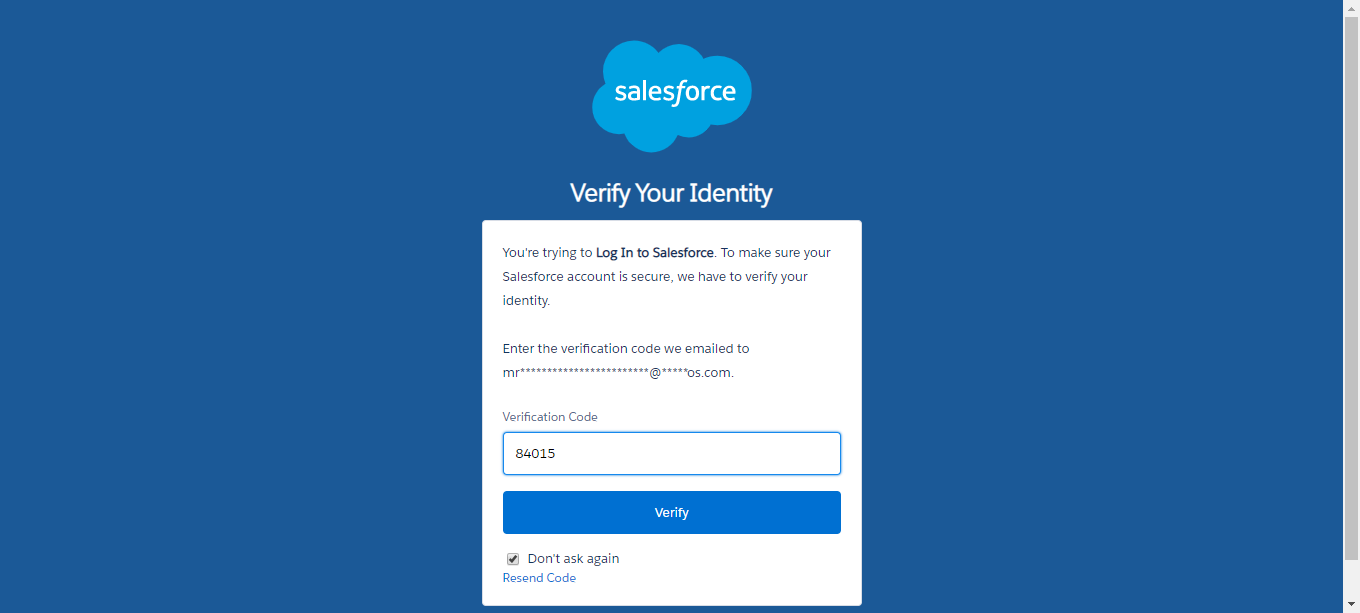 salesforce
Verify Your Identity
You're trying to Log In to Salesforce. To make sure your
Salesforce account is secure, we have to verify your
identity.
Enter the verification code we emailed to
mr************************@*****os.com.
Verification Code
84015
Verify
Don't ask again
Resend Code